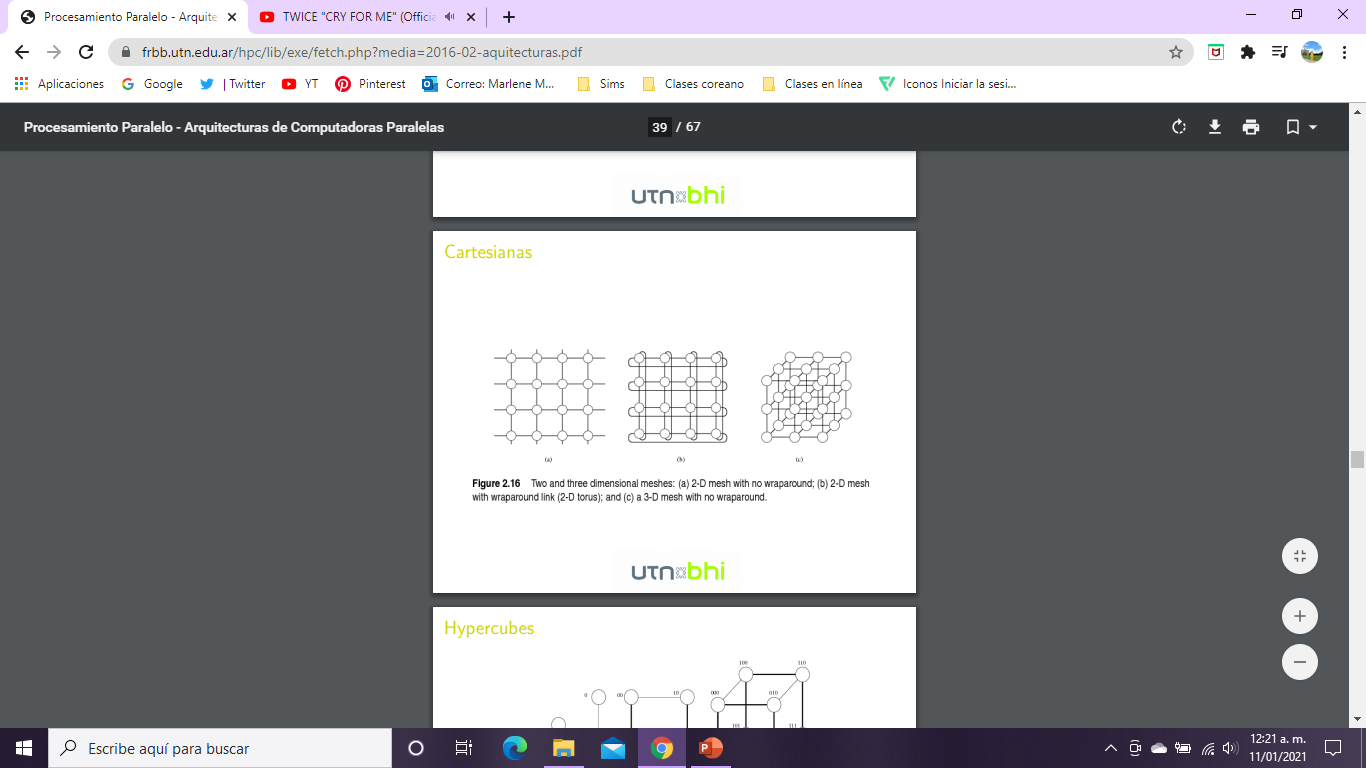 Procesamiento Paralelo - Arquite
TWICE "CRY FOR ME" (Officia
frbb.utn.edu.ar/hpc/lib/exe/fetch.php?media=2016-02-aquitecturas.pdf
Aplicaciones
Google
| Twitter
YT
Pinterest
Correo: Marlene M...
Sims
Clases coreano
Clases en línea
Iconos Iniciar la sesi...
Procesamiento Paralelo - Arquitecturas de Computadoras Paralelas
39 / 67
utn bhi
Cartesianas
(a) (b) (c)
Figure 2.16 Two and three dimensional meshes: (a) 2-D mesh with no wraparound; (b) 2-D mesh
with wraparound link (2-D torus); and (c) a 3-D mesh with no wraparound.
utn bhi
Hypercubes
100 110
0 00 10 000 010
101 111
Escribe aquí para buscar
12:21 a. m.
11/01/2021